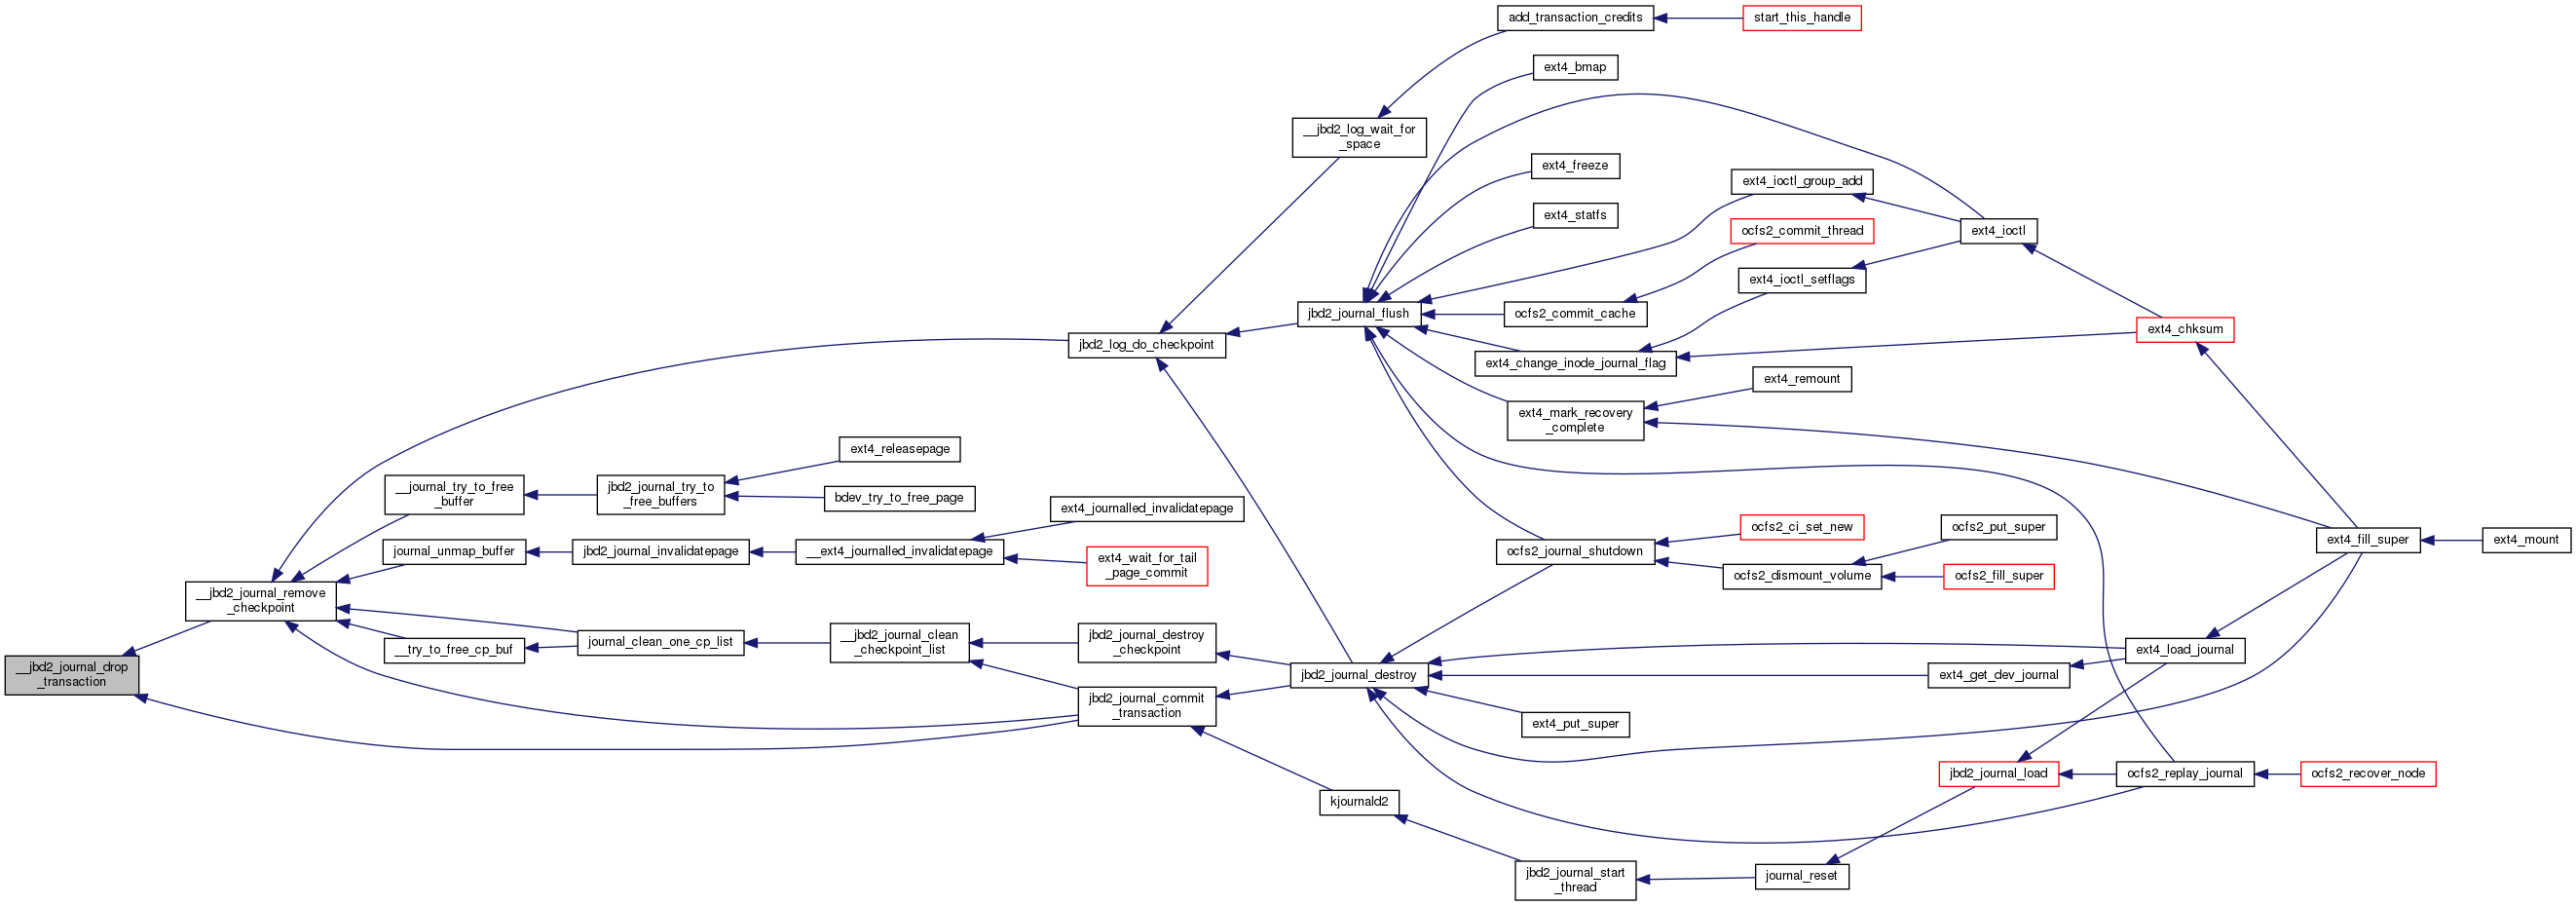 add_transaction_credits
start_this_handle
ext4_bmap
__jbd2_log_wait_for
_space
ext4_freeze
ext4_ioctl_group_add
ext4_statfs
ocfs2_commit_thread
ext4_ioctl
ext4_ioctl_setflags
jbd2_journal_flush
ocfs2_commit_cache
ext4_chksum
jbd2_log_do_checkpoint
ext4_change_inode_journal_flag
ext4_remount
ext4_mark_recovery
_complete
ext4_releasepage
__journal_try_to_free
_buffer
jbd2_journal_try_to
_free_buffers
bdev_try_to_free_page
ext4_journalled_invalidatepage
ocfs2_ci_set_new
ocfs2_put_super
ext4_fill_super
ext4_mount
journal_unmap_buffer
jbd2_journal_invalidatepage
__ext4_journalled_invalidatepage
ocfs2_journal_shutdown
ext4_wait_for_tail
_page_commit
ocfs2_dismount_volume
ocfs2_fill_super
__jbd2_journal_remove
_checkpoint
__try_to_free_cp_buf
journal_clean_one_cp_list
__jbd2_journal_clean
_checkpoint_list
jbd2_journal_destroy
_checkpoint
ext4_load_journal
__jbd2_journal_drop
_transaction
jbd2_journal_destroy
ext4_get_dev_journal
jbd2_journal_commit
_transaction
ext4_put_super
jbd2_journal_load
ocfs2_replay_journal
ocfs2_recover_node
kjournald2
jbd2_journal_start
_thread
journal_reset